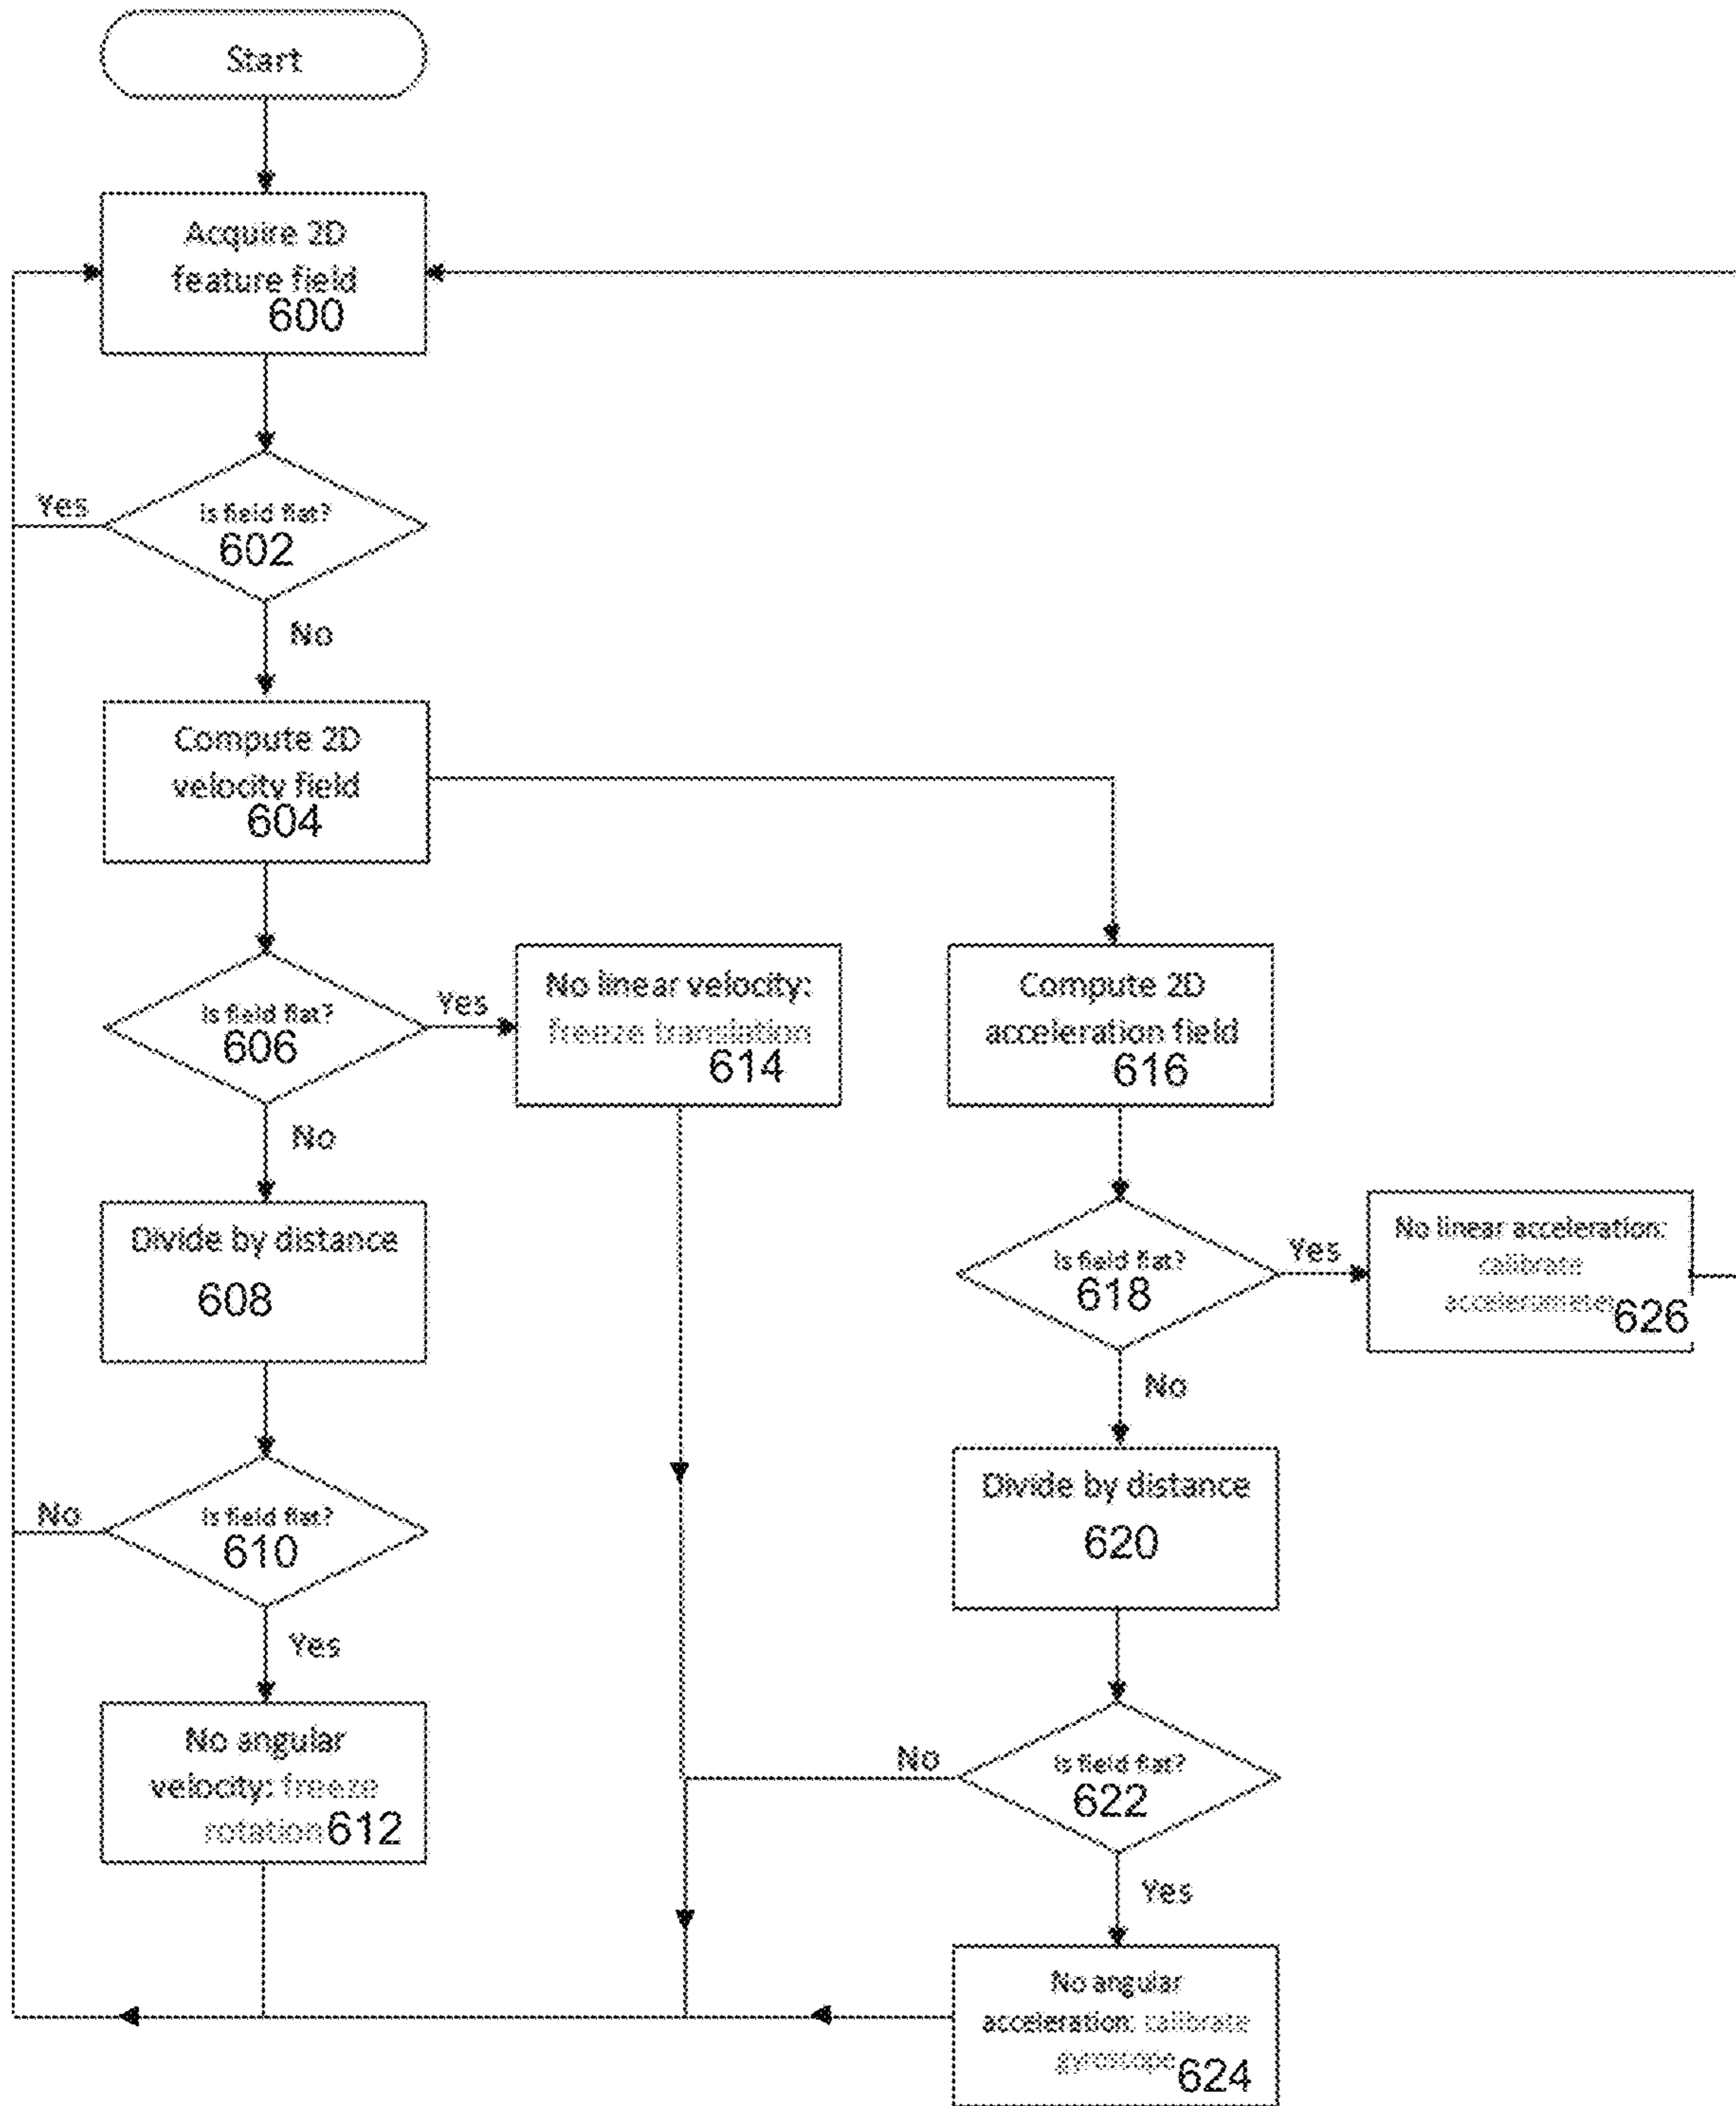 Start
Acquire 2D
feature field
600
Yes
is field flat?
602
No
Compute 2D
velocity field
604
is field flat?
606
Yes
No linear velocity:
freeze translation
614
Compute 2D
acceleration field
616
No
Divide by distance
608
is field flat?
618
Yes
No linear acceleration:
calibrate
accelerometer
626
No
No
is field flat?
610
Divide by distance
620
Yes
No angular
velocity: freeze
rotation 612
No
is field flat?
622
Yes
No angular
acceleration: calibrate
gyroscope
624